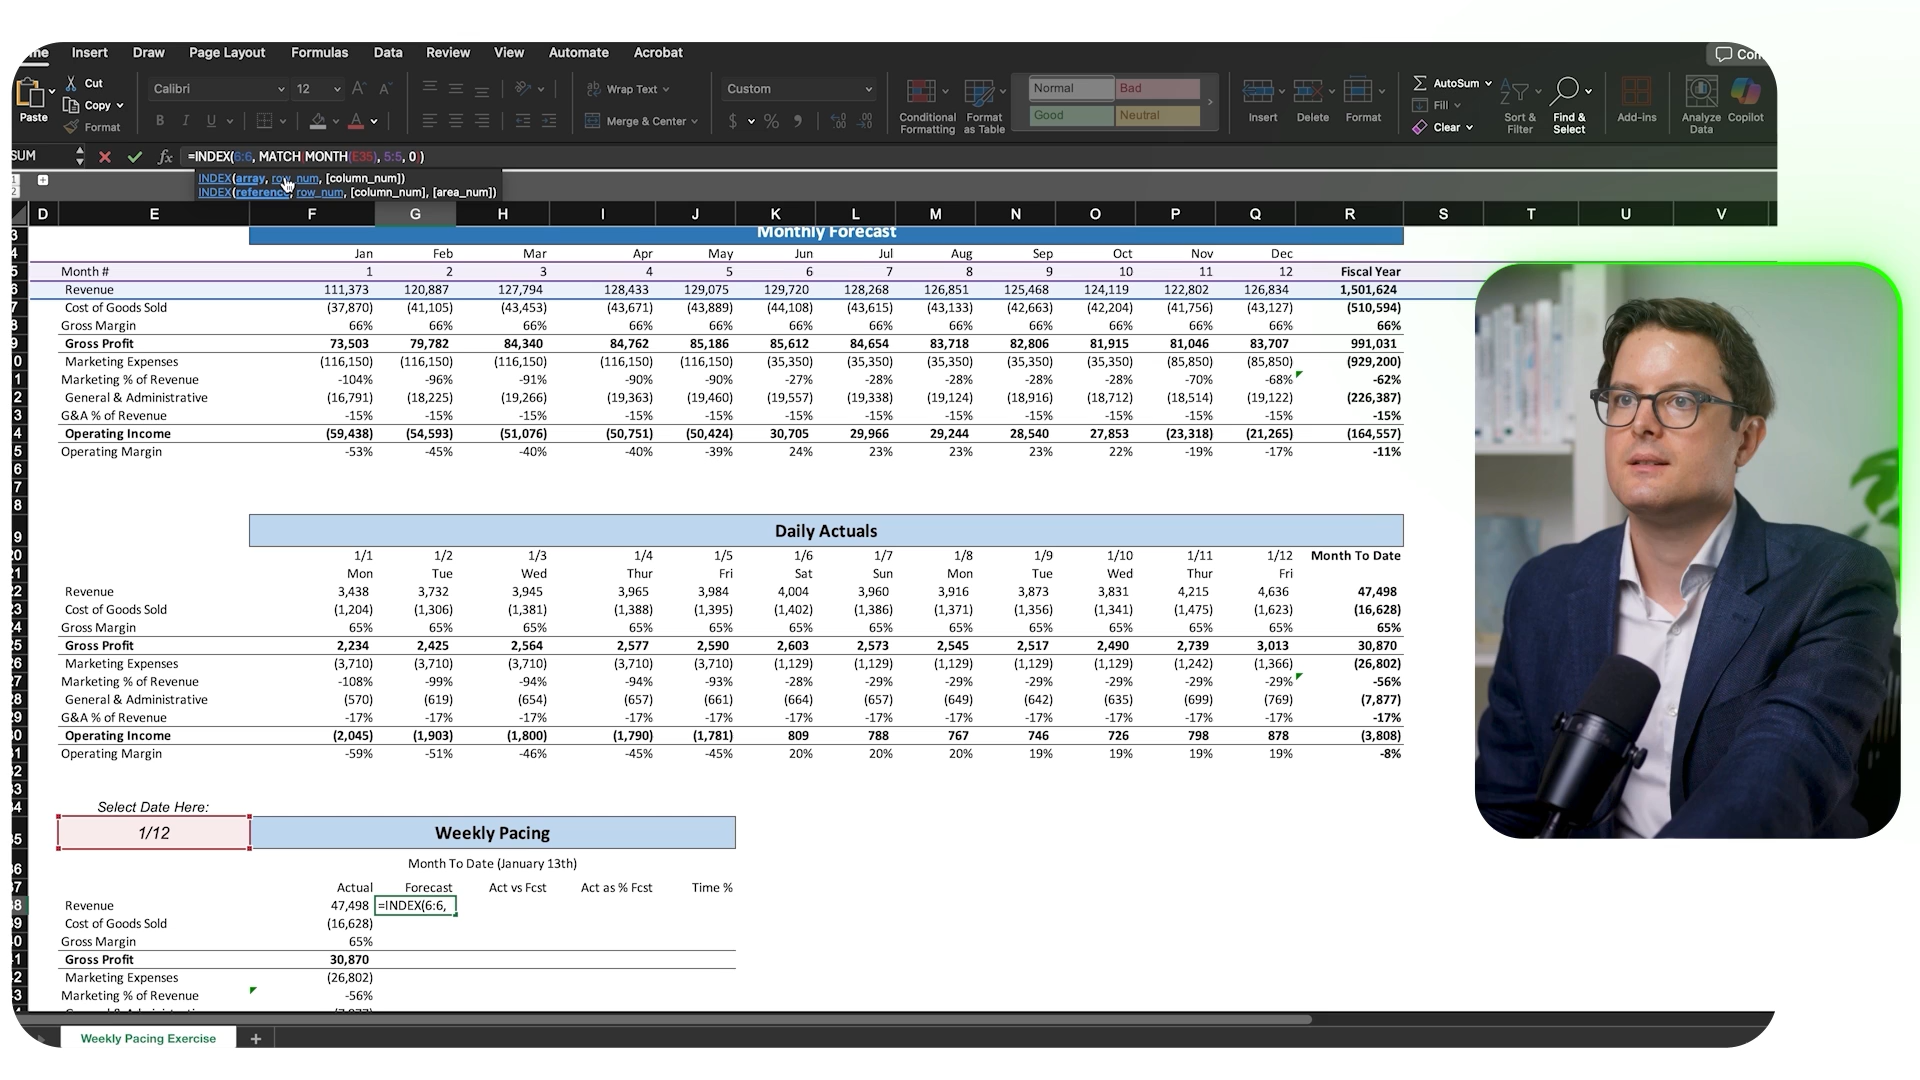 Insert Draw Page Layout Formulas Data Review View Automate Acrobat
Paste Cut Copy Format
Calibri 12
B I U
Wrap Text
Merge & Center
Custom
$ %
Conditional Formatting
Format as Table
Normal Bad
Good Neutral
Insert Delete Format
AutoSum
Fill
Clear
Sort & Filter
Find & Select
Add-ins
Analyze Data
Copilot
SUM fx =INDEX(6:6, MATCH(MONTH(E35), 5:5, 0))
INDEX(array, row_num, [column_num])
INDEX(reference, row_num, [column_num], [area_num])
D E F G H I J K L M N O P Q R S T U V
Monthly Forecast
Jan Feb Mar Apr May Jun Jul Aug Sep Oct Nov Dec
Month # 1 2 3 4 5 6 7 8 9 10 11 12 Fiscal Year
Revenue 111,373 120,887 127,794 128,433 129,075 129,720 128,268 126,851 125,468 124,119 122,802 126,834 1,501,624
Cost of Goods Sold (37,870) (41,105) (43,453) (43,671) (43,889) (44,108) (43,615) (43,133) (42,663) (42,204) (41,756) (43,127) (510,594)
Gross Margin 66% 66% 66% 66% 66% 66% 66% 66% 66% 66% 66% 66% 66%
Gross Profit 73,503 79,782 84,340 84,762 85,186 85,612 84,654 83,718 82,806 81,915 81,046 83,707 991,031
Marketing Expenses (116,150) (116,150) (116,150) (116,150) (116,150) (35,350) (35,350) (35,350) (35,350) (35,350) (85,850) (85,850) (929,200)
Marketing % of Revenue -104% -96% -91% -90% -90% -27% -28% -28% -28% -28% -70% -68% -62%
General & Administrative (16,791) (18,225) (19,266) (19,363) (19,460) (19,557) (19,338) (19,124) (18,916) (18,712) (18,514) (19,122) (226,387)
G&A % of Revenue -15% -15% -15% -15% -15% -15% -15% -15% -15% -15% -15% -15% -15%
Operating Income (59,438) (54,593) (51,076) (50,751) (50,424) 30,705 29,966 29,244 28,540 27,853 (23,318) (21,265) (164,557)
Operating Margin -53% -45% -40% -40% -39% 24% 23% 23% 23% 22% -19% -17% -11%
Daily Actuals
1/1 1/2 1/3 1/4 1/5 1/6 1/7 1/8 1/9 1/10 1/11 1/12 Month To Date
Mon Tue Wed Thur Fri Sat Sun Mon Tue Wed Thur Fri
Revenue 3,438 3,732 3,945 3,965 3,984 4,004 3,960 3,916 3,873 3,831 4,215 4,636 47,498
Cost of Goods Sold (1,204) (1,306) (1,381) (1,388) (1,395) (1,402) (1,386) (1,371) (1,356) (1,341) (1,475) (1,623) (16,628)
Gross Margin 65% 65% 65% 65% 65% 65% 65% 65% 65% 65% 65% 65% 65%
Gross Profit 2,234 2,425 2,564 2,577 2,590 2,603 2,573 2,545 2,517 2,490 2,739 3,013 30,870
Marketing Expenses (3,710) (3,710) (3,710) (3,710) (3,710) (1,129) (1,129) (1,129) (1,129) (1,129) (1,242) (1,366) (26,802)
Marketing % of Revenue -108% -99% -94% -94% -93% -28% -29% -29% -29% -29% -29% -29% -56%
General & Administrative (570) (619) (654) (657) (661) (664) (657) (649) (642) (635) (699) (769) (7,877)
G&A % of Revenue -17% -17% -17% -17% -17% -17% -17% -17% -17% -17% -17% -17% -17%
Operating Income (2,045) (1,903) (1,800) (1,790) (1,781) 809 788 767 746 726 798 878 (3,808)
Operating Margin -59% -51% -46% -45% -45% 20% 20% 20% 19% 19% 19% 19% -8%
Select Date Here:
1/12 Weekly Pacing
Month To Date (January 13th)
Actual Forecast Act vs Fcst Act as % Fcst Time %
Revenue 47,498 =INDEX(6:6,
Cost of Goods Sold (16,628)
Gross Margin 65%
Gross Profit 30,870
Marketing Expenses (26,802)
Marketing % of Revenue -56%
Weekly Pacing Exercise +